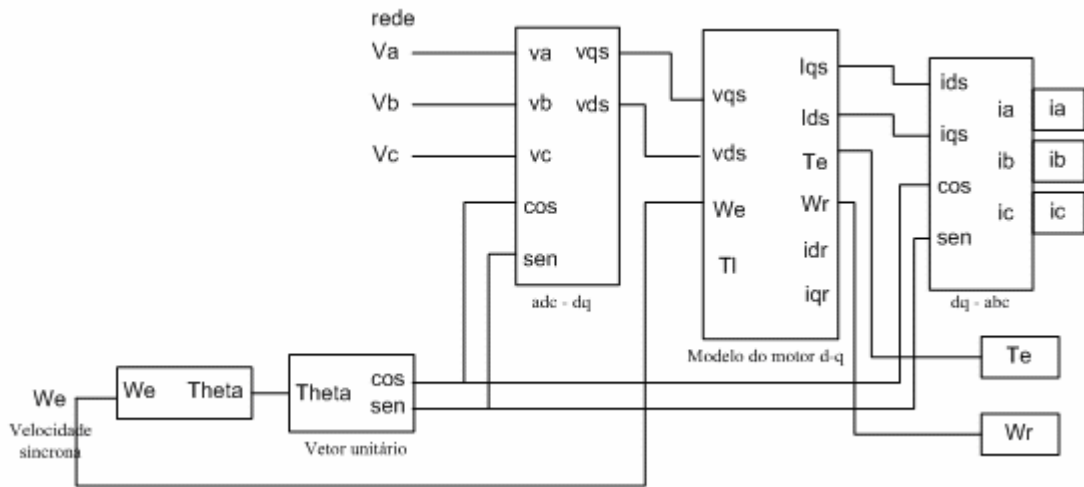 rede
Va
Vb
Vc
va
vb
vc
cos
sen
vqs
vds
adc - dq
vqs
vds
We
Tl
Iqs
Ids
Te
Wr
idr
iqr
Modelo do motor d-q
ids
iqs
cos
sen
ia
ib
ic
dq - abc
ia
ib
ic
We
Velocidade
síncrona
We
Theta
Theta
cos
sen
Vetor unitário
Te
Wr